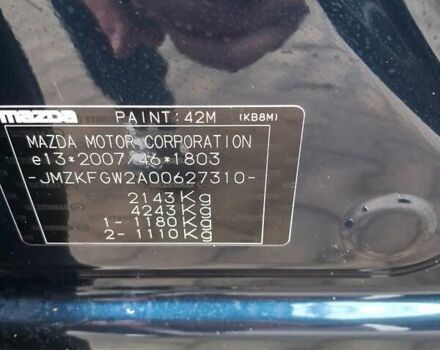 mazda PAINT: 42M (KB8M)
MAZDA MOTOR CORPORATION
e13*2007/46*1803
-JMZKFGW2A00627310-
2143Kg
4243Kg
1- 1180Kg
2- 1110Kg